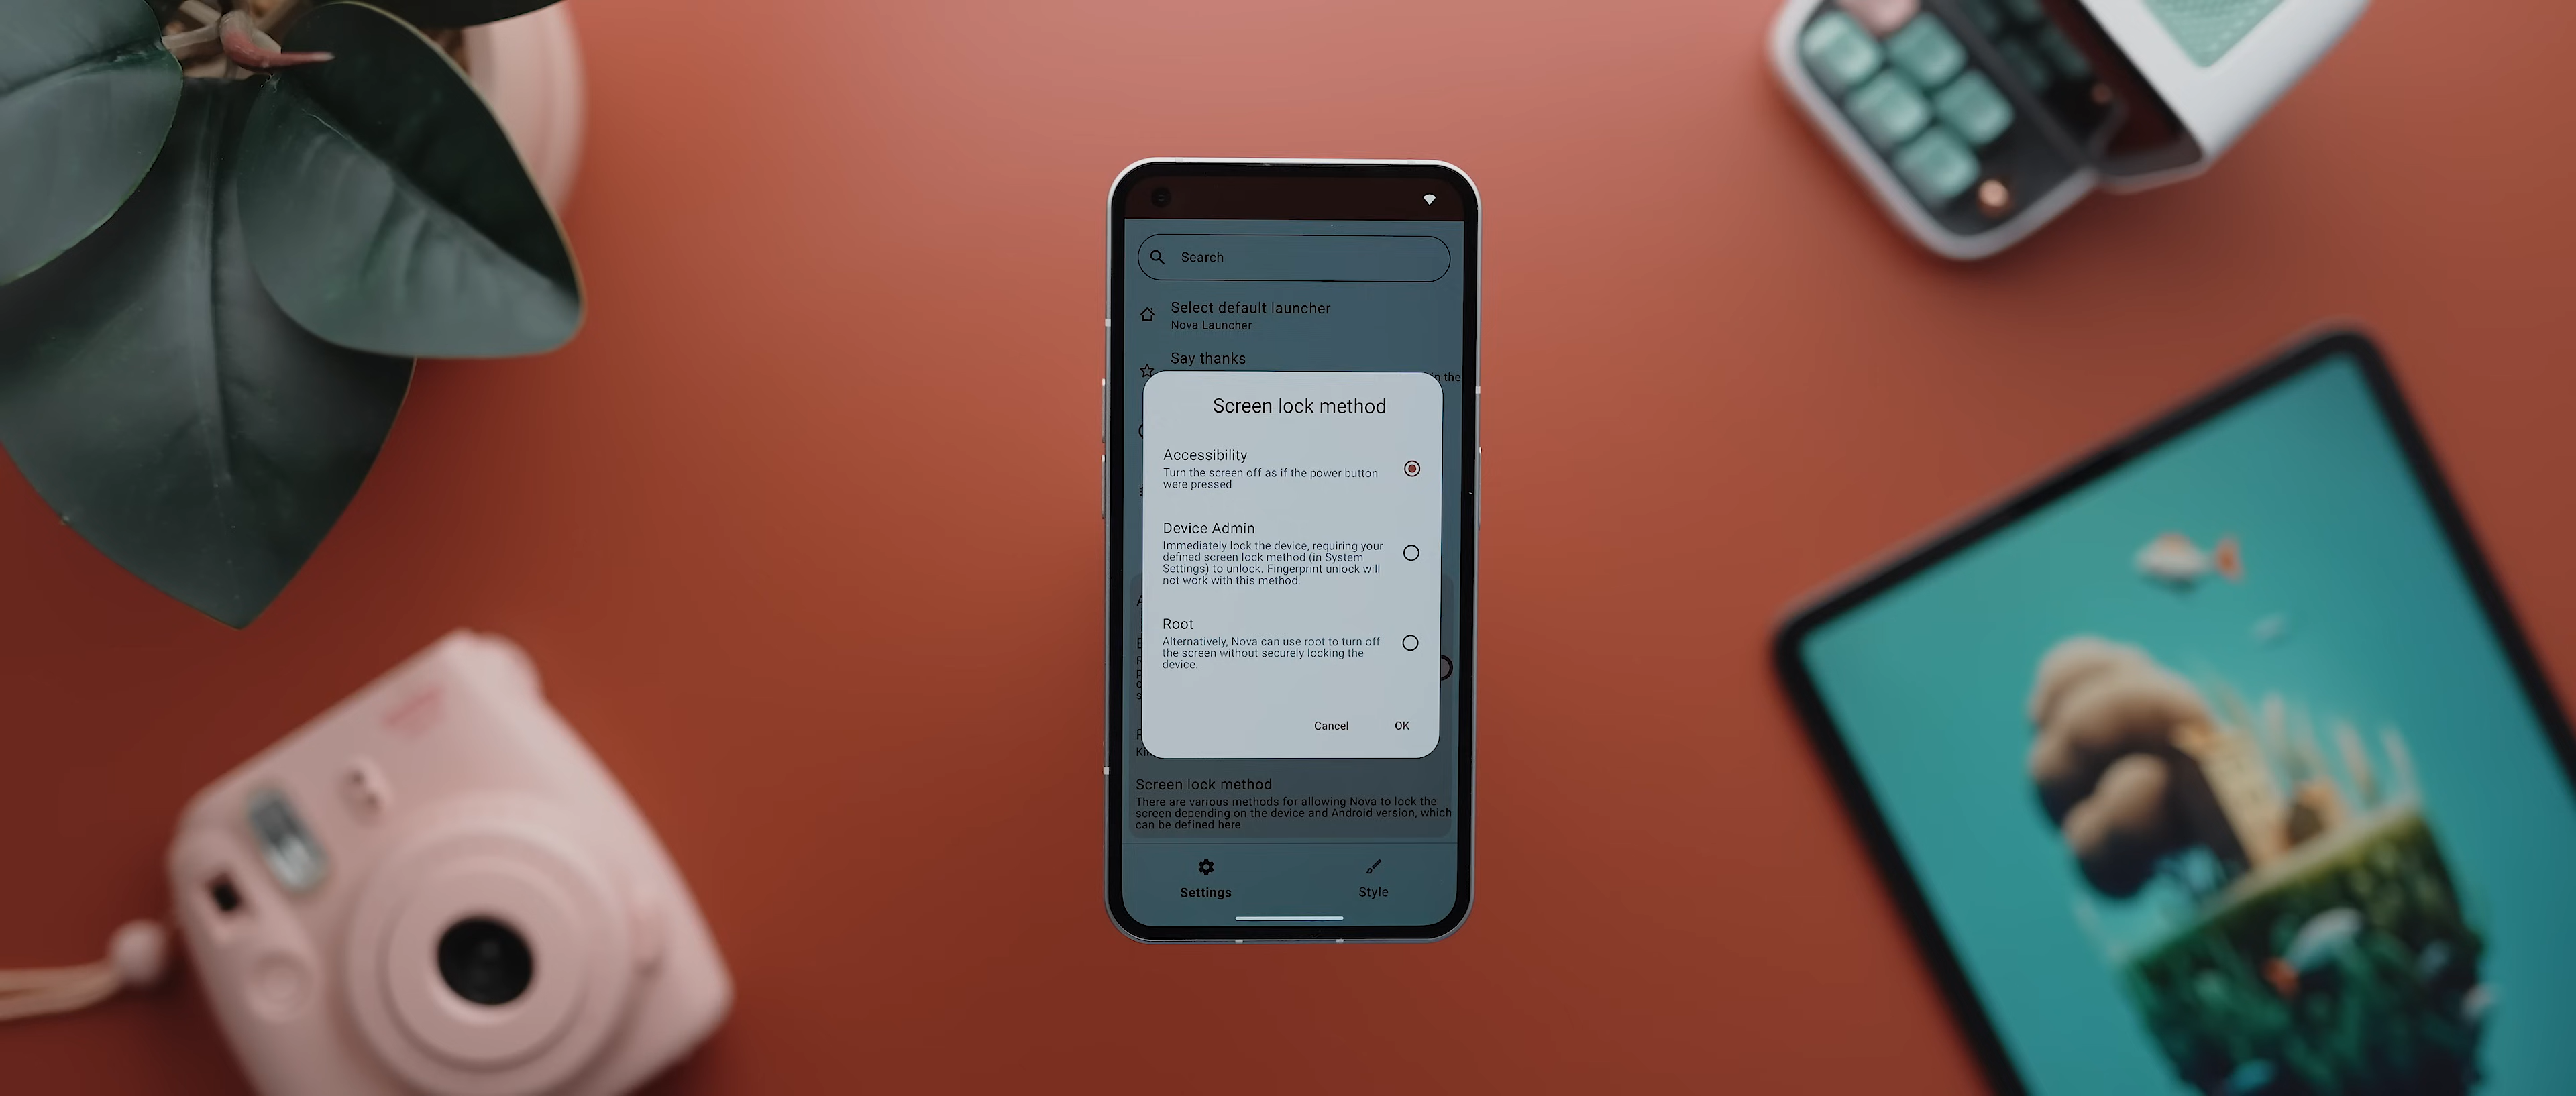 Search
Select default launcher
Nova Launcher
Say thanks
in the
Screen lock method
Accessibility
Turn the screen off as if the power button
were pressed
Device Admin
Immediately lock the device, requiring your
defined screen lock method (in System
Settings) to unlock. Fingerprint unlock will
not work with this method.
Root
Alternatively, Nova can use root to turn off
the screen without securely locking the
device.
Cancel OK
Screen lock method
There are various methods for allowing Nova to lock the
screen depending on the device and Android version, which
can be defined here
Settings Style